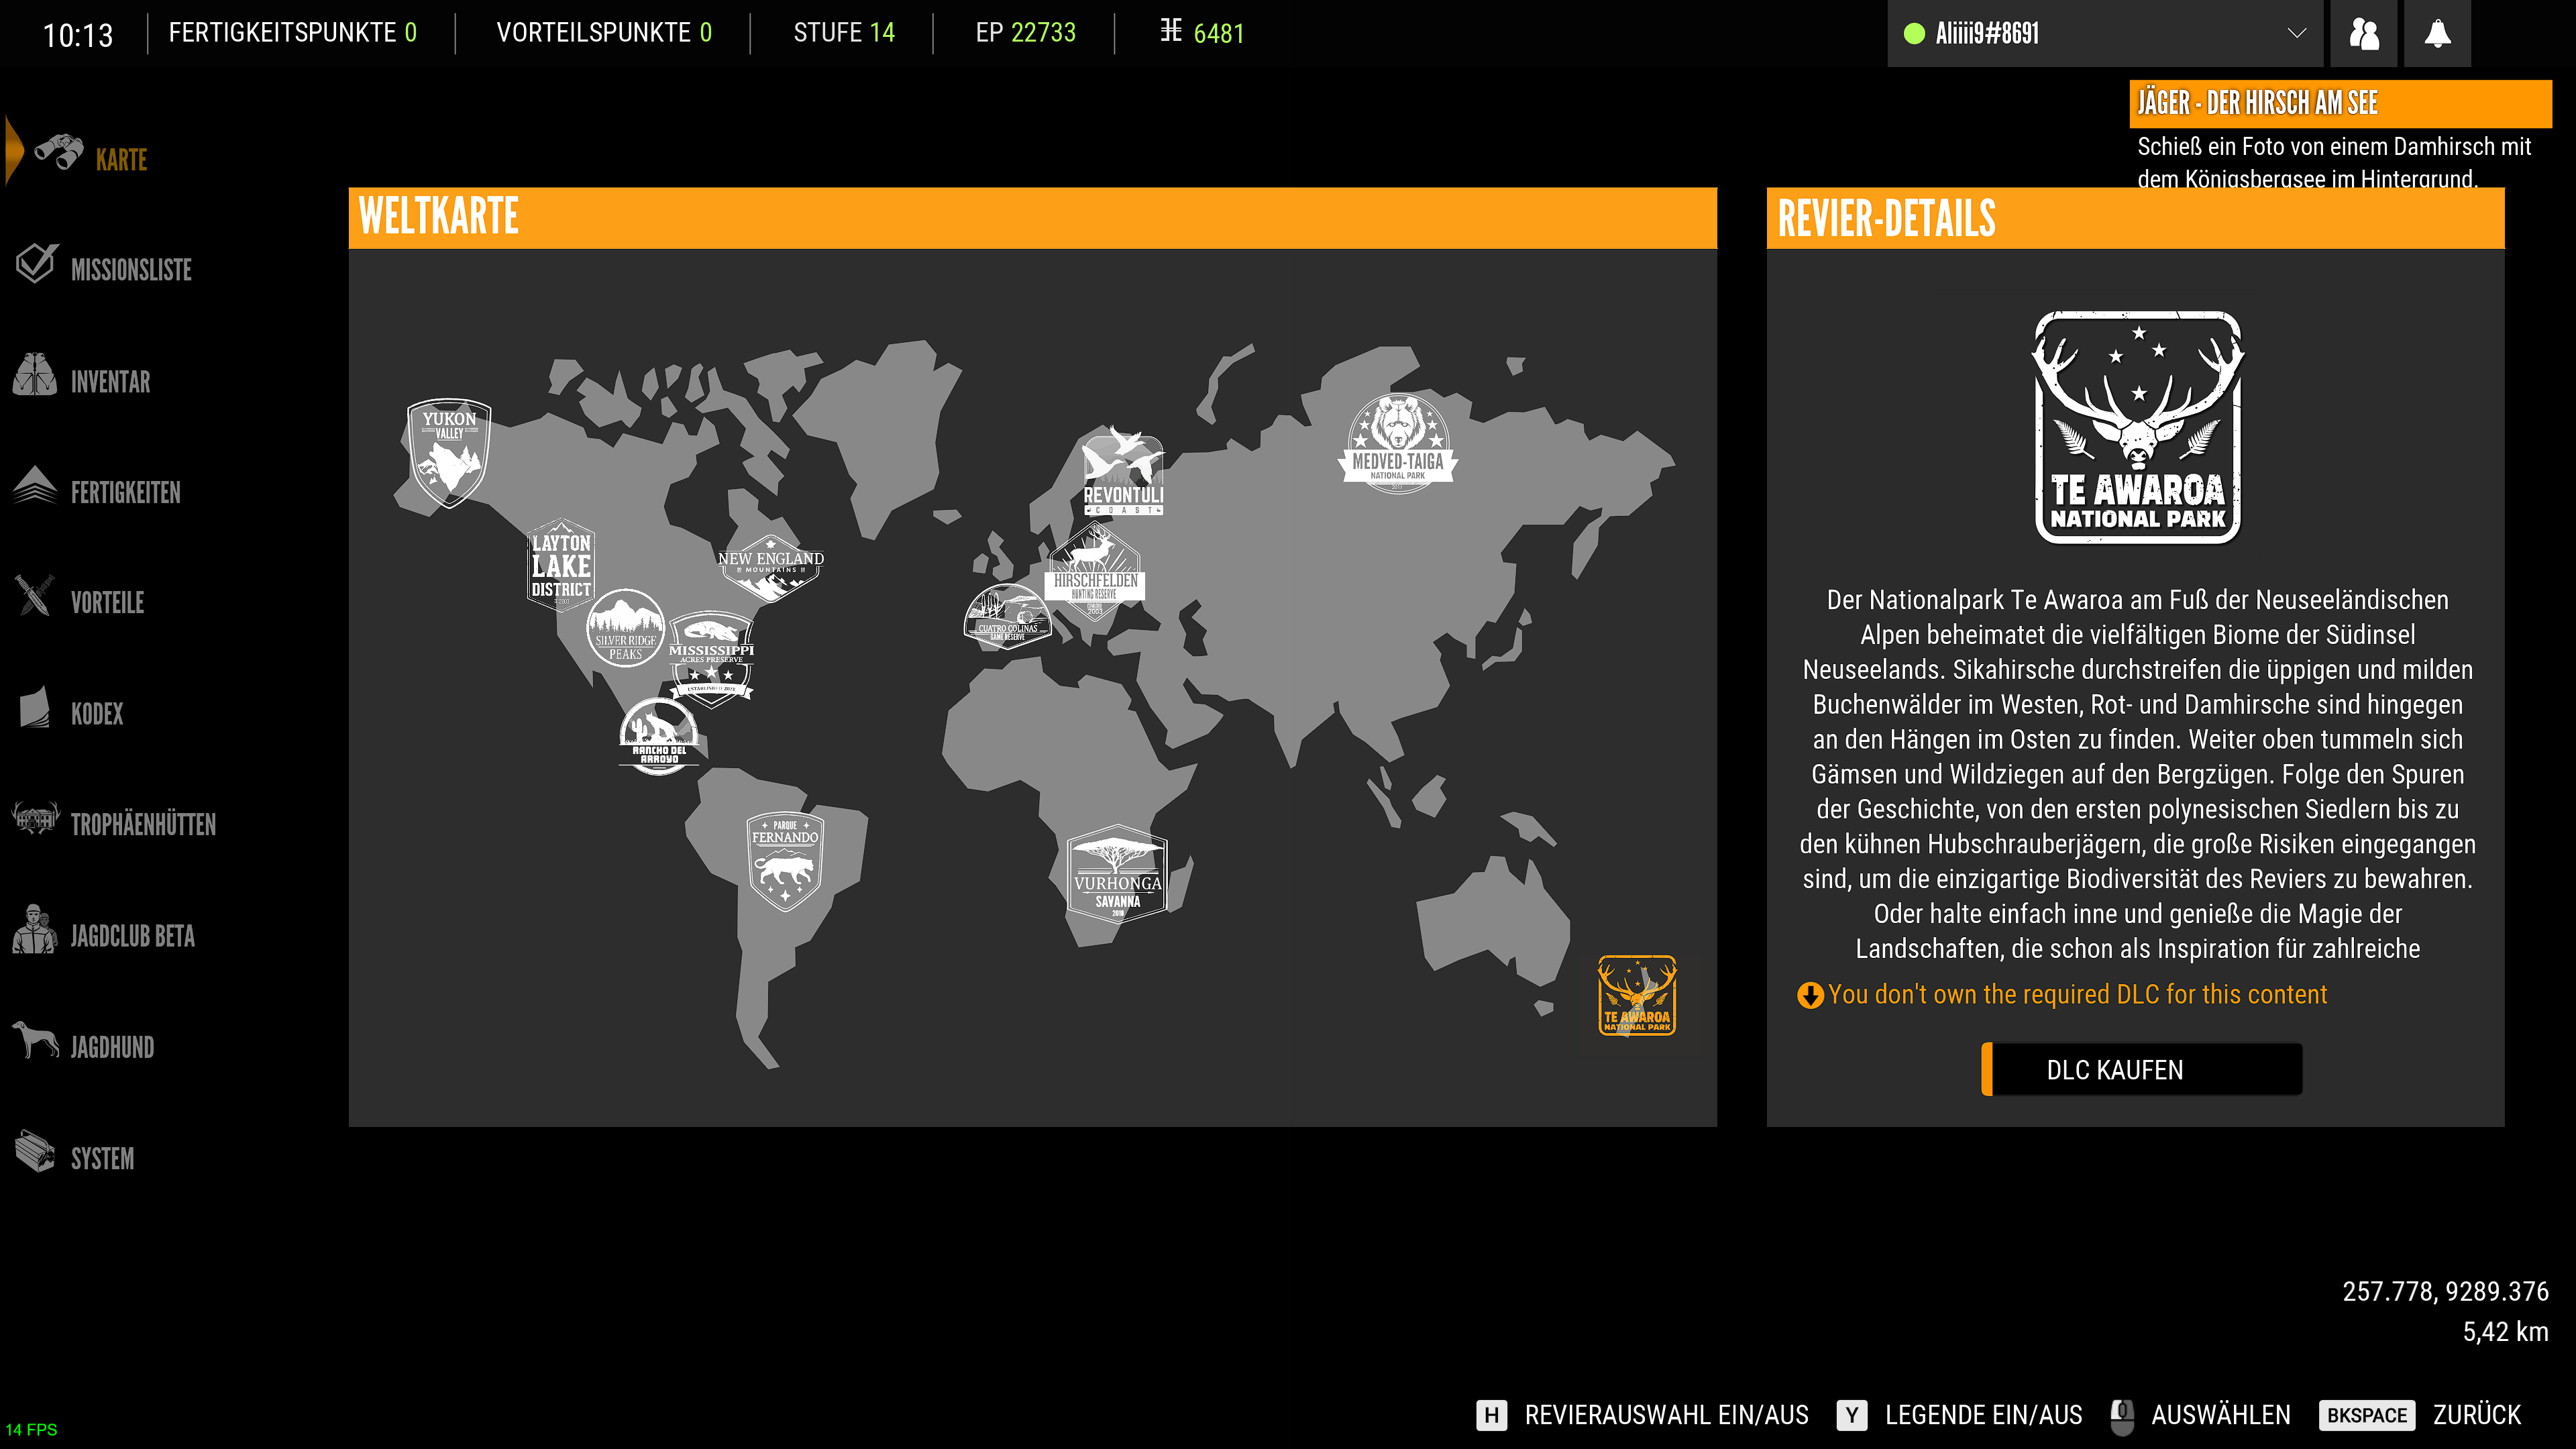 10:13
FERTIGKEITSPUNKTE 0
VORTEILSPUNKTE 0
STUFE 14
EP 22733
6481
Aliiii9#8691
JÄGER - DER HIRSCH AM SEE
Schieß ein Foto von einem Damhirsch mit
dem Königsbergsee im Hintergrund.
KARTE
MISSIONSLISTE
INVENTAR
FERTIGKEITEN
VORTEILE
KODEX
TROPHÄENHÜTTEN
JAGDCLUB BETA
JAGDHUND
SYSTEM
WELTKARTE
YUKON
VALLEY
LAYTON
LAKE
DISTRICT
NEW ENGLAND
MOUNTAINS
SILVER RIDGE
PEAKS
MISSISSIPPI
ACRES PRESERVE
RANCHO DEL
ARROYO
PARQUE
FERNANDO
REVONTULI
COAST
HIRSCHFELDEN
HUNTING RESERVE
CUATRO COLINAS
GAME RESERVE
MEDVED-TAIGA
NATIONAL PARK
VURHONGA
SAVANNA
TE AWAROA
NATIONAL PARK
REVIER-DETAILS
TE AWAROA
NATIONAL PARK
Der Nationalpark Te Awaroa am Fuß der Neuseeländischen
Alpen beheimatet die vielfältigen Biome der Südinsel
Neuseelands. Sikahirsche durchstreifen die üppigen und milden
Buchenwälder im Westen, Rot- und Damhirsche sind hingegen
an den Hängen im Osten zu finden. Weiter oben tummeln sich
Gämsen und Wildziegen auf den Bergzügen. Folge den Spuren
der Geschichte, von den ersten polynesischen Siedlern bis zu
den kühnen Hubschrauberjägern, die große Risiken eingegangen
sind, um die einzigartige Biodiversität des Reviers zu bewahren.
Oder halte einfach inne und genieße die Magie der
Landschaften, die schon als Inspiration für zahlreiche
You don't own the required DLC for this content
DLC KAUFEN
257.778, 9289.376
5,42 km
H REVIERAUSWAHL EIN/AUS
Y LEGENDE EIN/AUS
AUSWÄHLEN
BKSPACE ZURÜCK
14 FPS